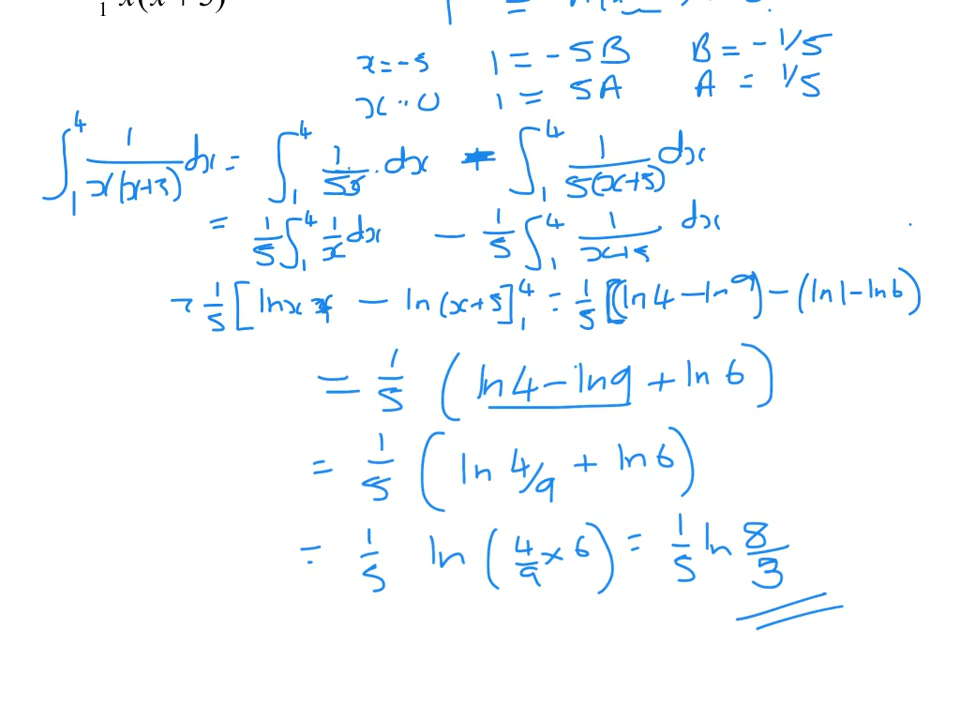 1 x(x + 5)
1 =
x = -5 1 = -5B B = -1/5
x = 0 1 = 5A A = 1/5
∫₁⁴ 1/(x(x+5)) dx = ∫₁⁴ 1/(5x) dx - ∫₁⁴ 1/(5(x+5)) dx
= 1/5 ∫₁⁴ 1/x dx - 1/5 ∫₁⁴ 1/(x+5) dx
= 1/5 [ln x - ln(x+5)]₁⁴ = 1/5 [(ln 4 - ln 9) - (ln 1 - ln 6)
= 1/5 (ln 4 - ln 9 + ln 6)
= 1/5 (ln 4/9 + ln 6)
= 1/5 ln (4/9 × 6) = 1/5 ln 8/3